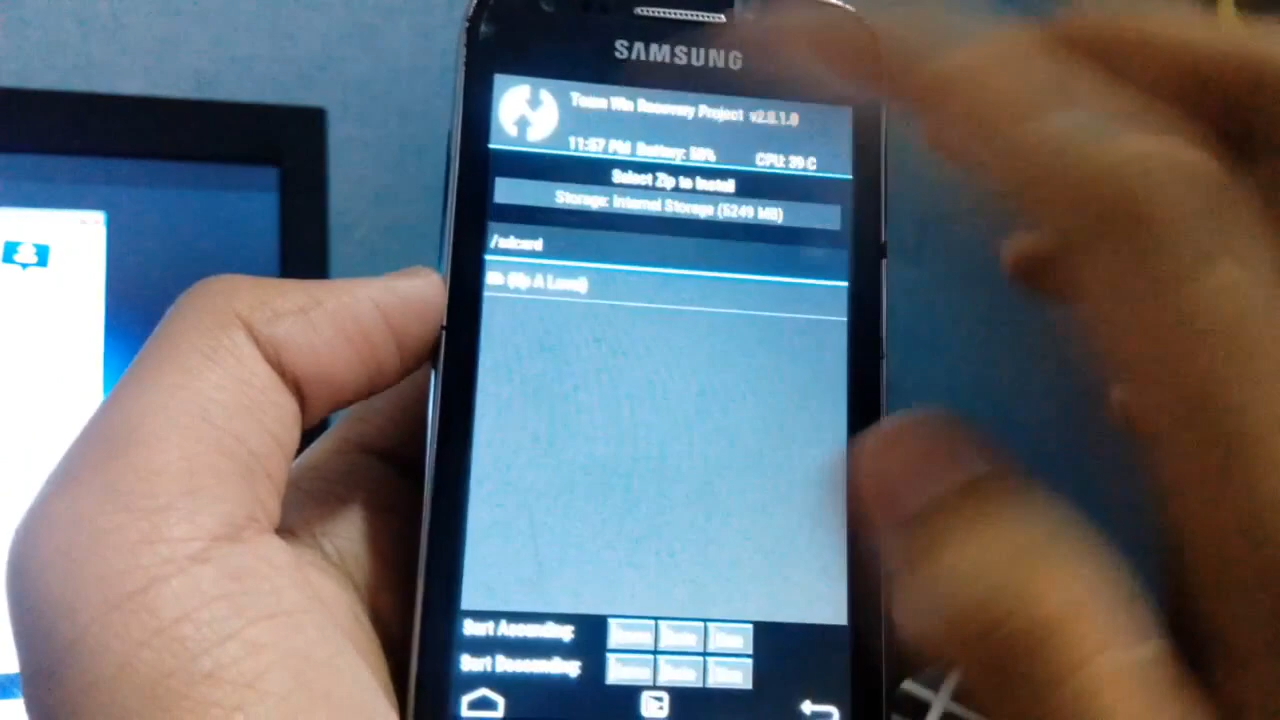 SAMSUNG
Team Win Recovery Project v2.8.1.0
11:57 PM Battery: 50% CPU: 39 C
Select Zip to Install
Storage: Internal Storage (5249 MB)
/sdcard
(Up A Level)
Sort Ascending:
Sort Descending: